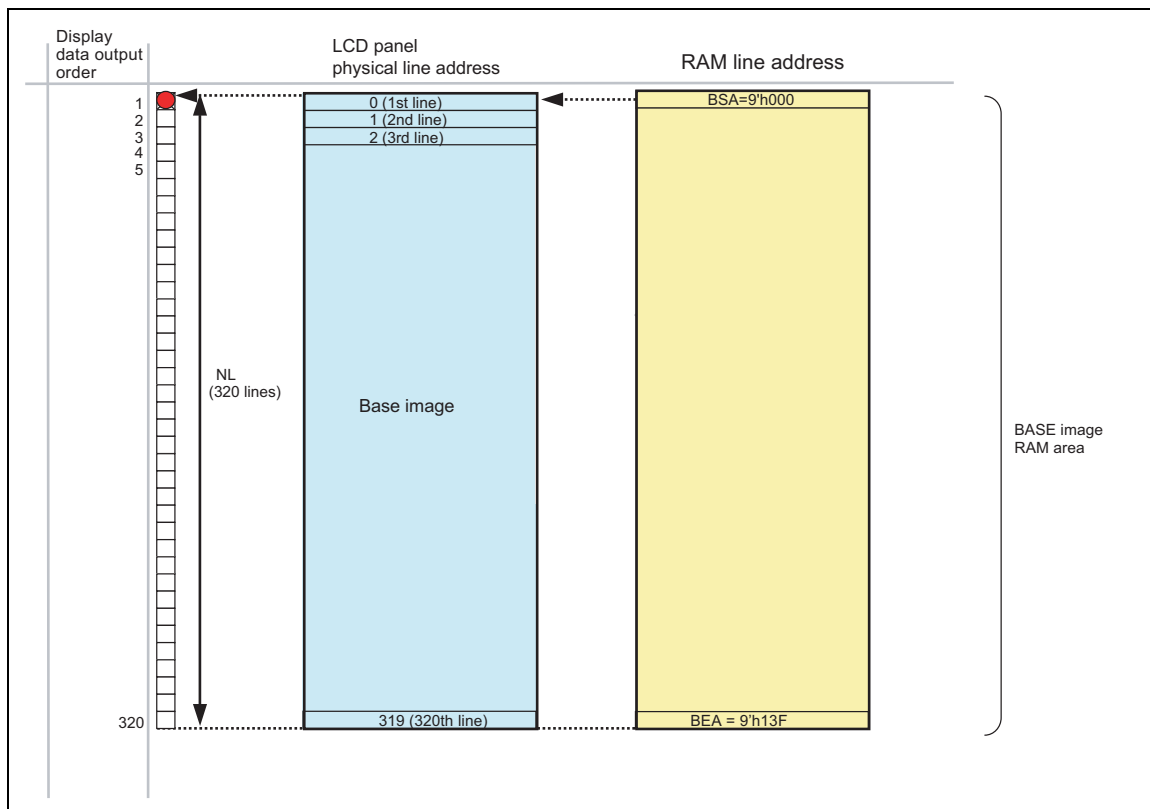 Display
data output
order
LCD panel
physical line address
RAM line address
1
2
3
4
5
320
0 (1st line)
1 (2nd line)
2 (3rd line)
BSA=9'h000
NL
(320 lines)
Base image
BASE image
RAM area
319 (320th line)
BEA = 9'h13F